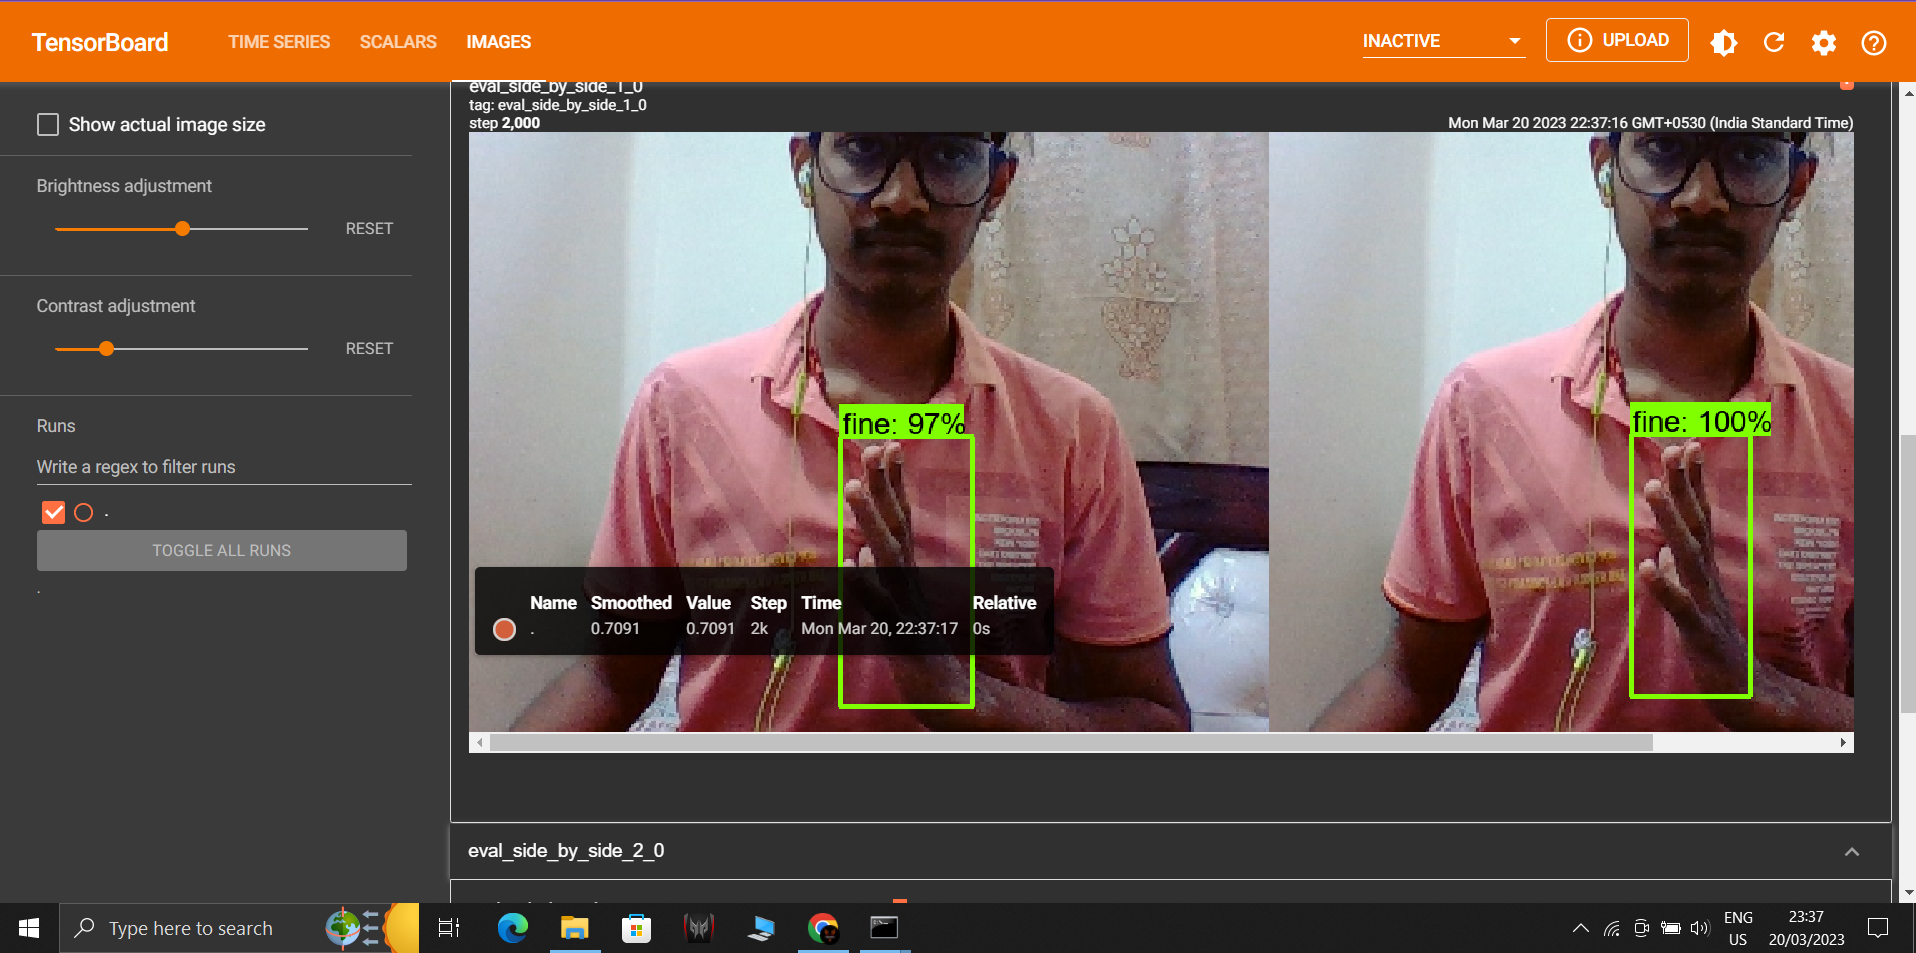 TensorBoard
TIME SERIES
SCALARS
IMAGES
INACTIVE
UPLOAD
Show actual image size
Brightness adjustment
RESET
Contrast adjustment
RESET
Runs
Write a regex to filter runs
.
TOGGLE ALL RUNS
.
eval_side_by_side_1_0
tag: eval_side_by_side_1_0
step 2,000
Mon Mar 20 2023 22:37:16 GMT+0530 (India Standard Time)
fine: 97%
fine: 100%
Name Smoothed Value Step Time Relative
. 0.7091 0.7091 2k Mon Mar 20, 22:37:17 0s
eval_side_by_side_2_0
Type here to search
ENG
US
23:37
20/03/2023